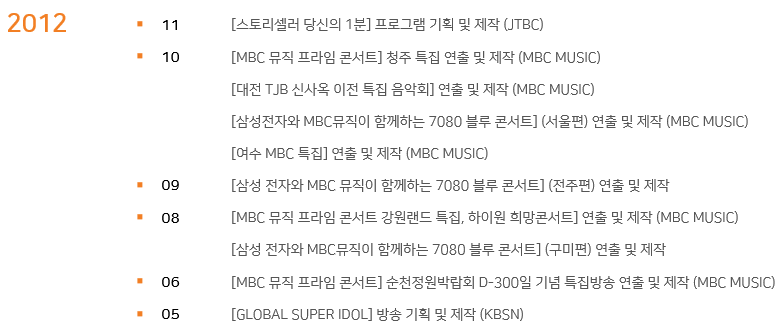 2012
11 [스토리셀러 당신의 1분] 프로그램 기획 및 제작 (JTBC)
10 [MBC 뮤직 프라임 콘서트] 청주 특집 연출 및 제작 (MBC MUSIC)
[대전 TJB 신사옥 이전 특집 음악회] 연출 및 제작 (MBC MUSIC)
[삼성전자와 MBC뮤직이 함께하는 7080 블루 콘서트] (서울편) 연출 및 제작 (MBC MUSIC)
[여수 MBC 특집] 연출 및 제작 (MBC MUSIC)
09 [삼성 전자와 MBC 뮤직이 함께하는 7080 블루 콘서트] (전주편) 연출 및 제작
08 [MBC 뮤직 프라임 콘서트 강원랜드 특집, 하이원 희망콘서트] 연출 및 제작 (MBC MUSIC)
[삼성 전자와 MBC뮤직이 함께하는 7080 블루 콘서트] (구미편) 연출 및 제작
06 [MBC 뮤직 프라임 콘서트] 순천정원박람회 D-300일 기념 특집방송 연출 및 제작 (MBC MUSIC)
05 [GLOBAL SUPER IDOL] 방송 기획 및 제작 (KBSN)